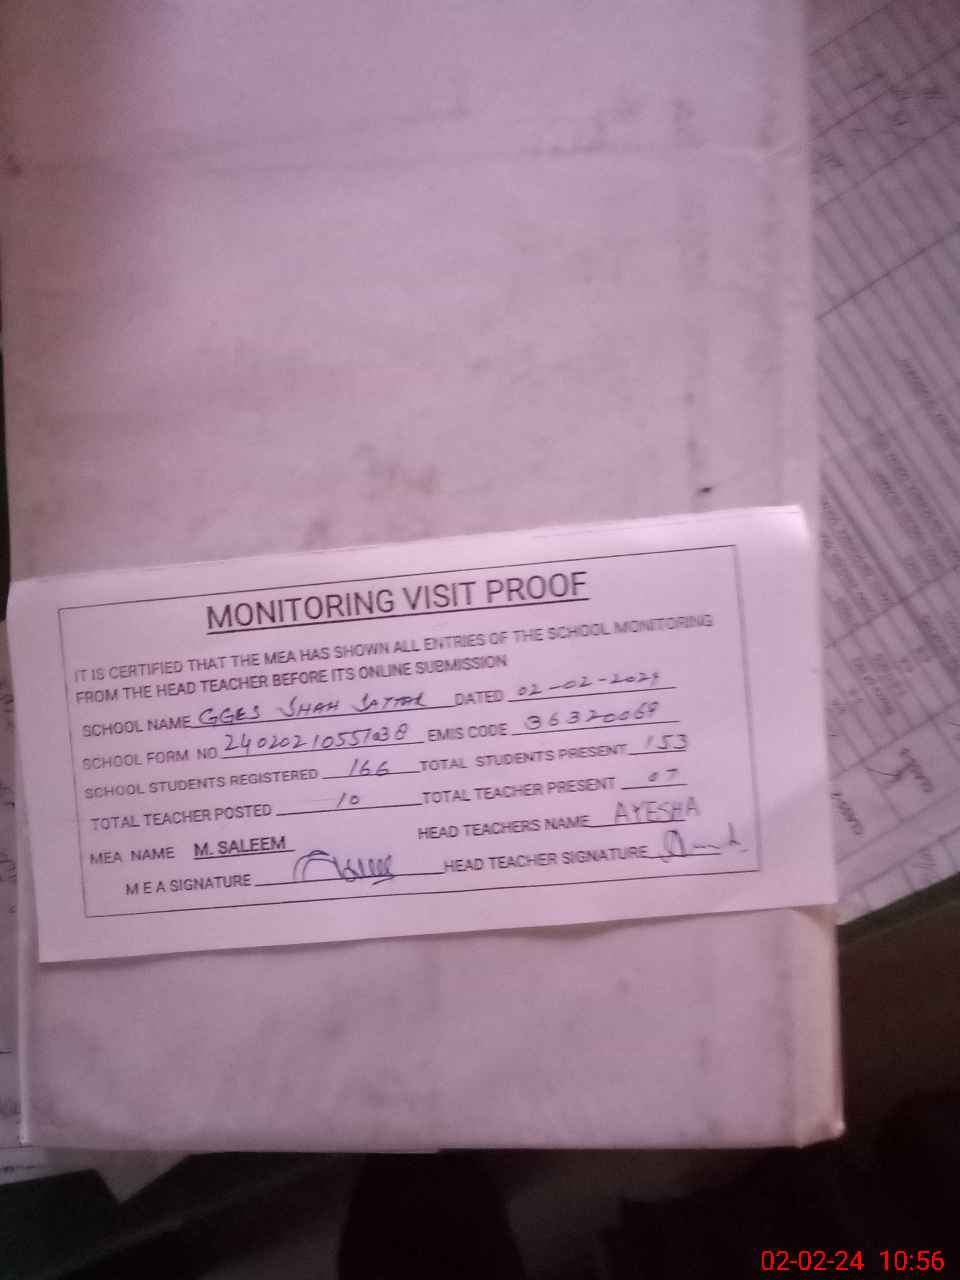 MONITORING VISIT PROOF
IT IS CERTIFIED THAT THE MEA HAS SHOWN ALL ENTRIES OF THE SCHOOL MONITORING
FROM THE HEAD TEACHER BEFORE ITS ONLINE SUBMISSION
SCHOOL NAME GGES SHAH SATTAR DATED 02-02-2024
SCHOOL FORM NO 24020210551038 EMIS CODE 36320069
SCHOOL STUDENTS REGISTERED 166 TOTAL STUDENTS PRESENT 153
TOTAL TEACHER POSTED 10 TOTAL TEACHER PRESENT 07
MEA NAME M. SALEEM HEAD TEACHERS NAME AYESHA
M E A SIGNATURE HEAD TEACHER SIGNATURE
02-02-24 10:56